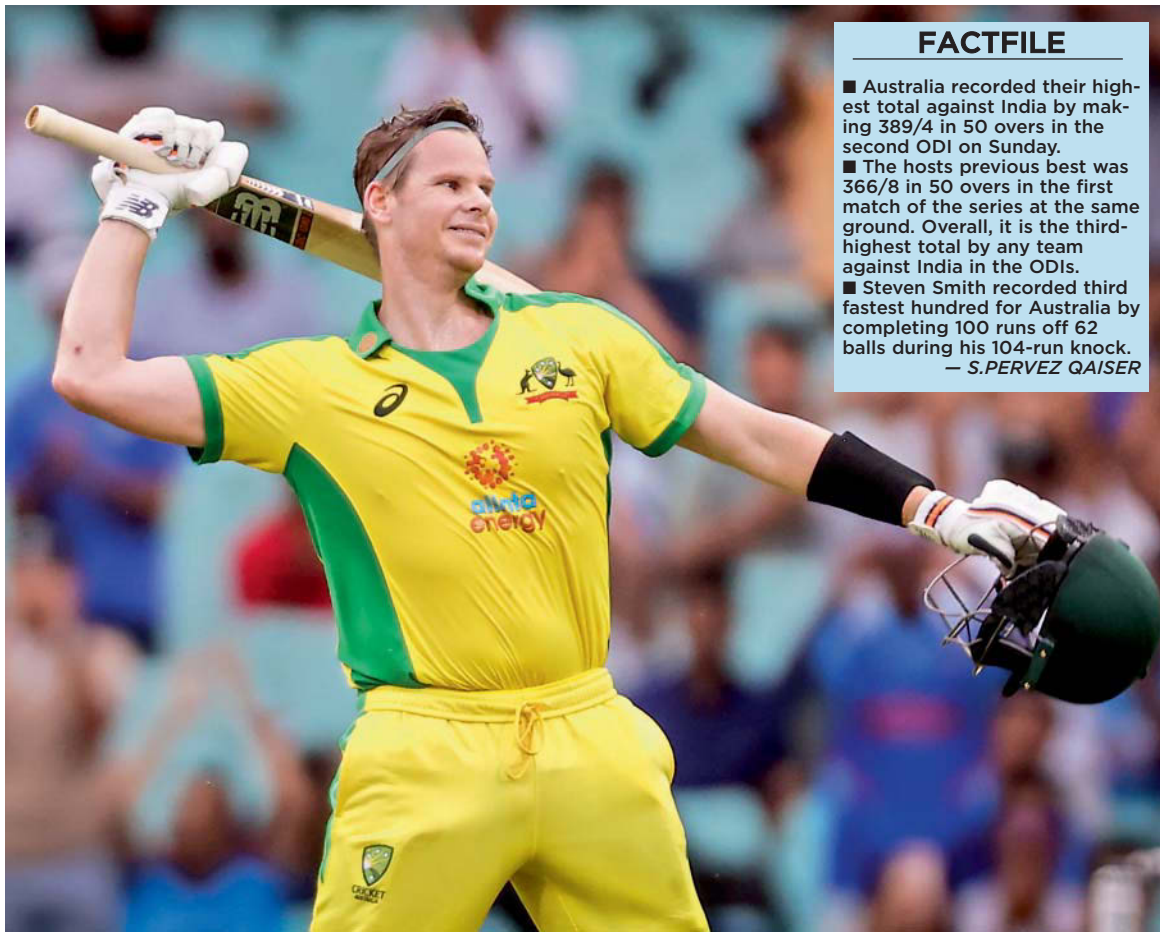 FACTFILE
■ Australia recorded their high-
est total against India by mak-
ing 389/4 in 50 overs in the
second ODI on Sunday.
■ The hosts previous best was
366/8 in 50 overs in the first
match of the series at the same
ground. Overall, it is the third-
highest total by any team
against India in the ODIs.
■ Steven Smith recorded third
fastest hundred for Australia by
completing 100 runs off 62
balls during his 104-run knock.
— S.PERVEZ QAISER
alinta
energy
CRICKET
AUSTRALIA